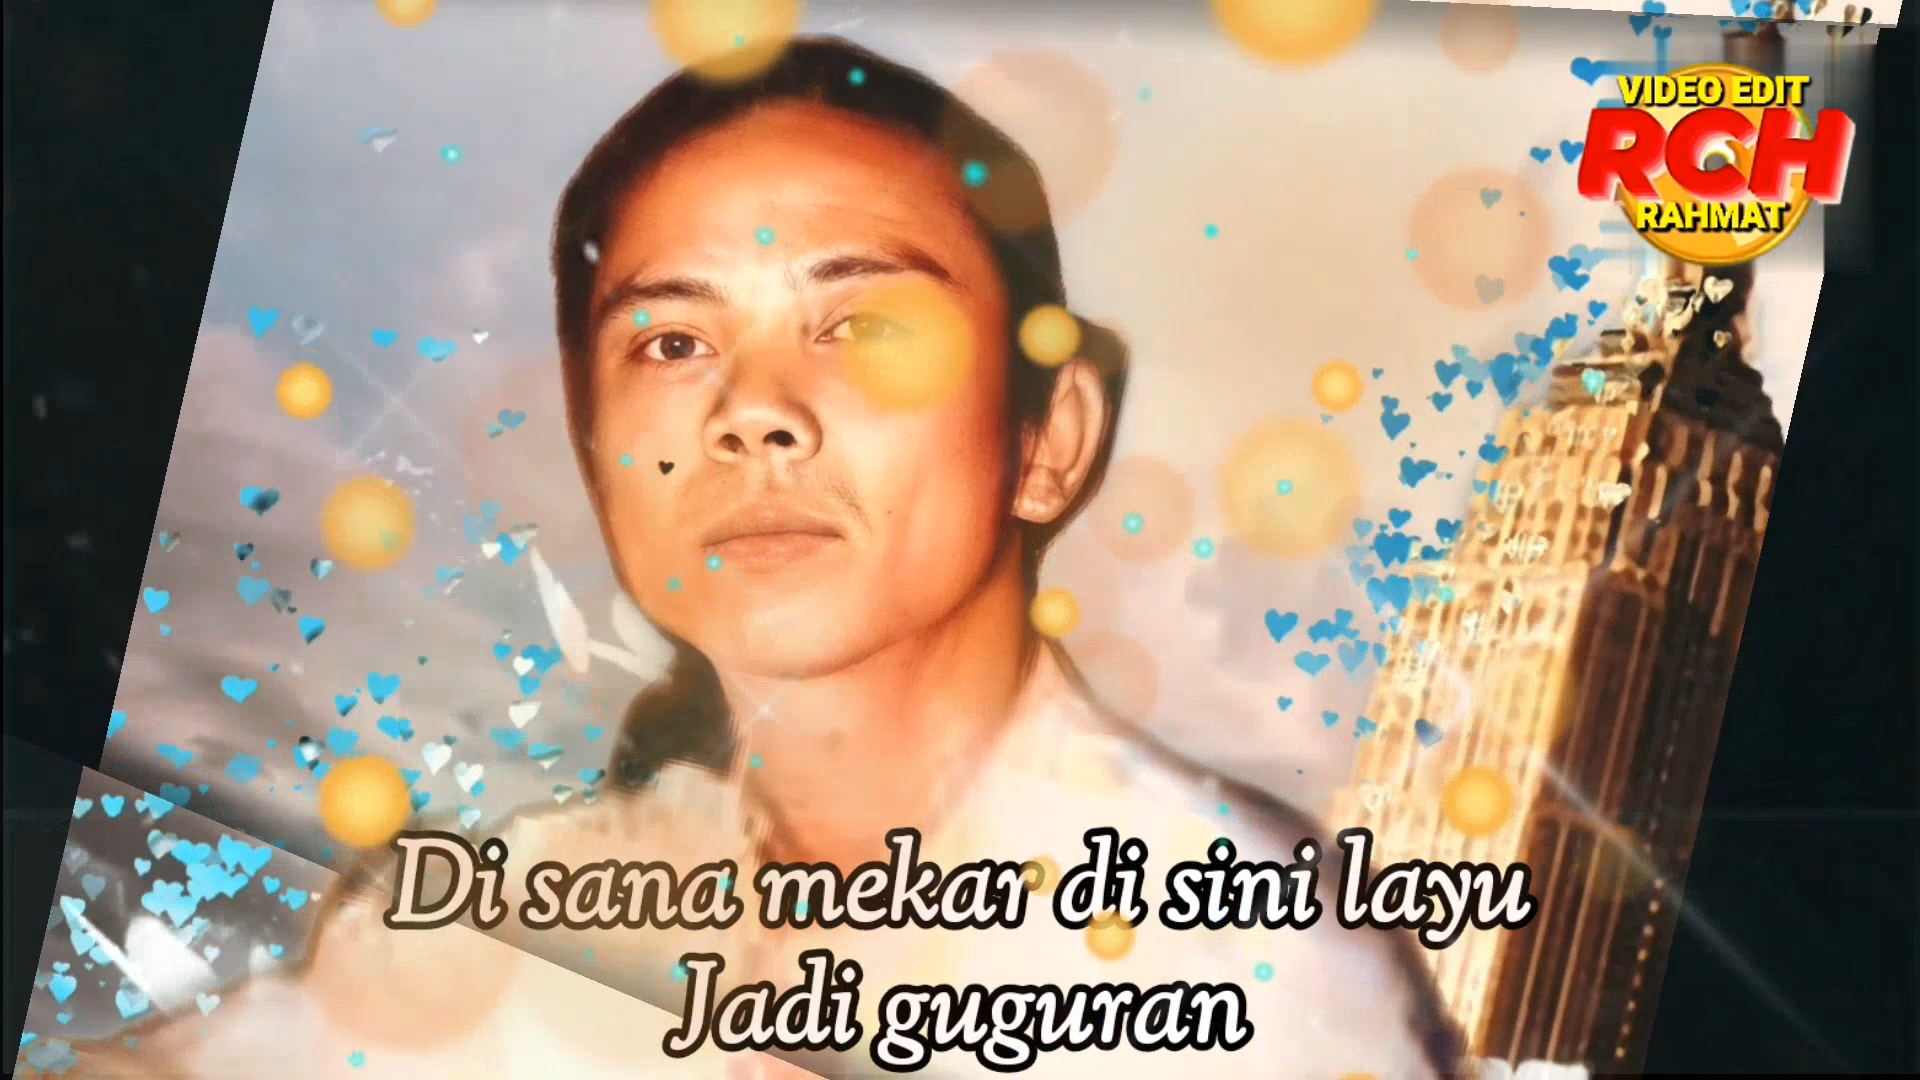 VIDEO EDIT
RCH
RAHMAT
Di sana mekar di sini layu
Jadi guguran